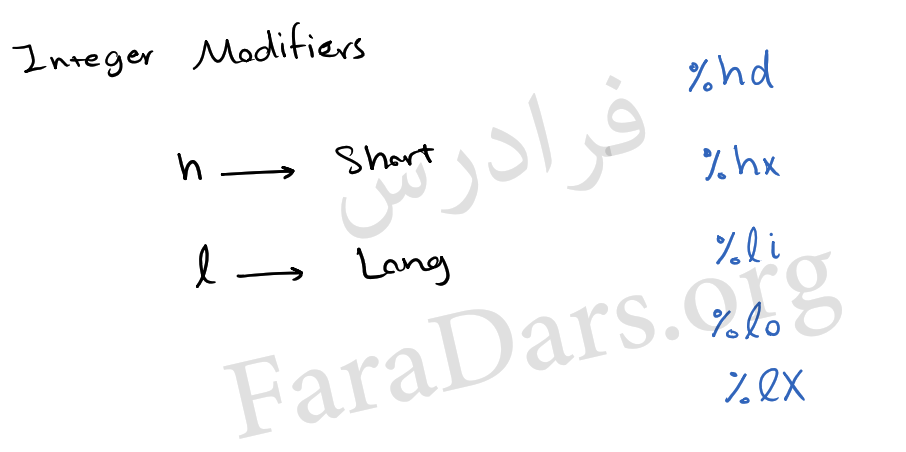 Integer Modifiers
%hd
h → Short
%hx
l → Long
%li
%lo
%lX
فرادرس
FaraDars.org